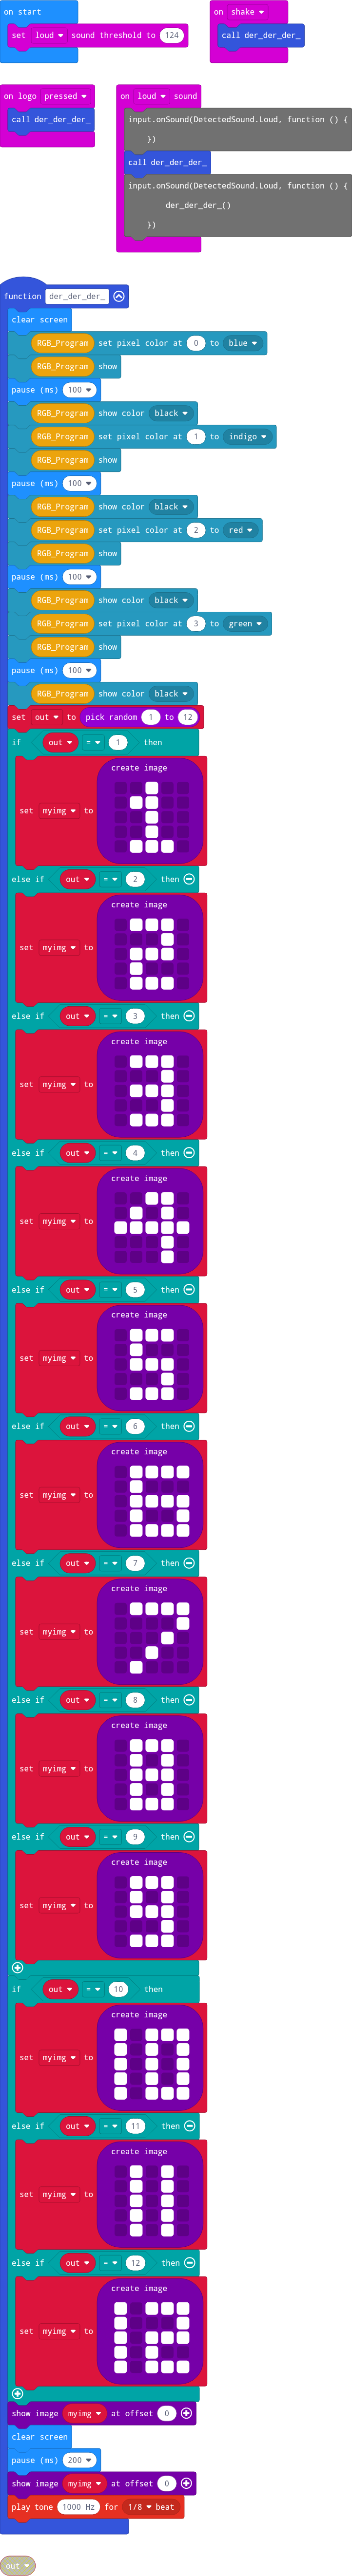 on start
set loud sound threshold to 124
on shake
call der_der_der_
on logo pressed
call der_der_der_
on loud sound
input.onSound(DetectedSound.Loud, function () {
})
call der_der_der_
input.onSound(DetectedSound.Loud, function () {
der_der_der_()
})
function der_der_der_
clear screen
RGB_Program set pixel color at 0 to blue
RGB_Program show
pause (ms) 100
RGB_Program show color black
RGB_Program set pixel color at 1 to indigo
RGB_Program show
pause (ms) 100
RGB_Program show color black
RGB_Program set pixel color at 2 to red
RGB_Program show
pause (ms) 100
RGB_Program show color black
RGB_Program set pixel color at 3 to green
RGB_Program show
pause (ms) 100
RGB_Program show color black
set out to pick random 1 to 12
if out = 1 then
create image
set myimg to
else if out = 2 then
create image
set myimg to
else if out = 3 then
create image
set myimg to
else if out = 4 then
create image
set myimg to
else if out = 5 then
create image
set myimg to
else if out = 6 then
create image
set myimg to
else if out = 7 then
create image
set myimg to
else if out = 8 then
create image
set myimg to
else if out = 9 then
create image
set myimg to
if out = 10 then
create image
set myimg to
else if out = 11 then
create image
set myimg to
else if out = 12 then
create image
set myimg to
show image myimg at offset 0
clear screen
pause (ms) 200
show image myimg at offset 0
play tone 1000 Hz for 1/8 beat
out